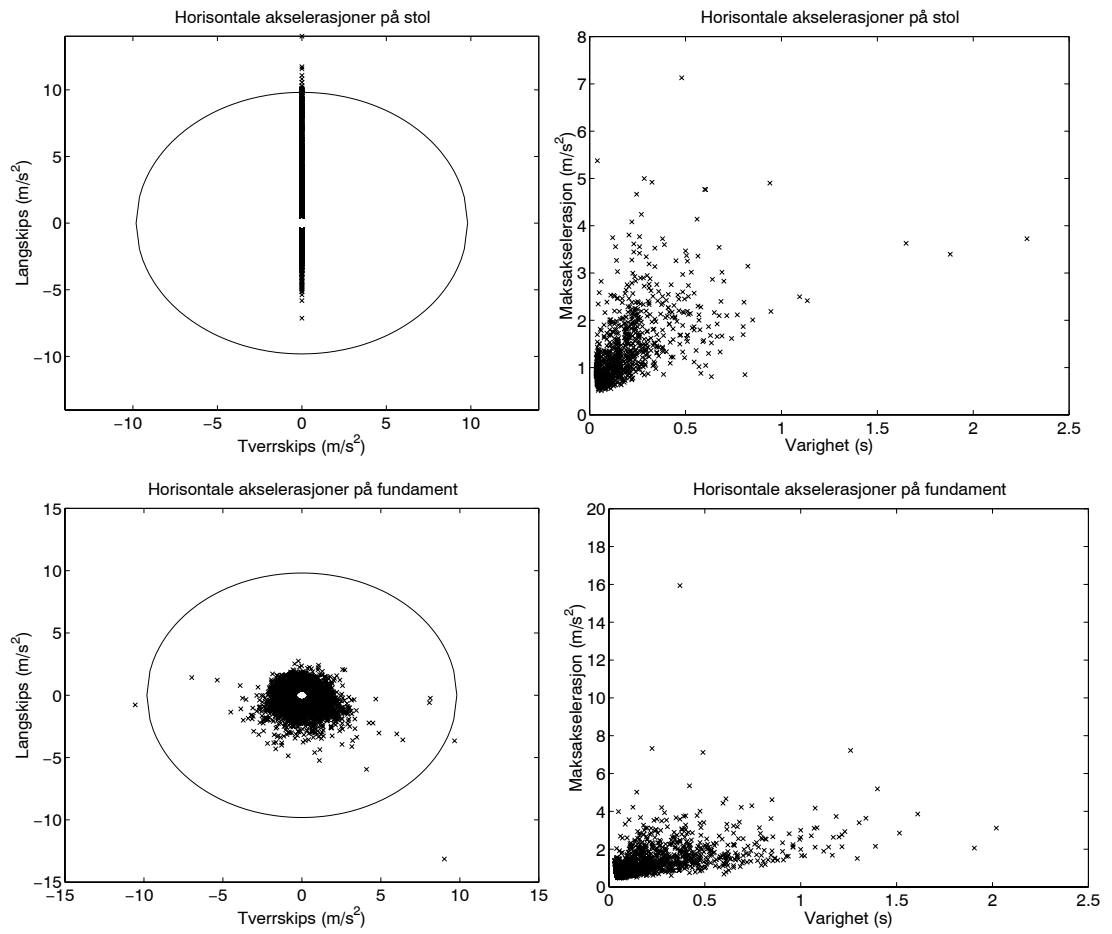 Horisontale akselerasjoner på stol
Langskips (m/s²)
10
5
0
−5
−10
−10 −5 0 5 10
Tverrskips (m/s²)
Horisontale akselerasjoner på stol
Maksakselerasjon (m/s²)
8
7
6
5
4
3
2
1
0
0 0.5 1 1.5 2 2.5
Varighet (s)
Horisontale akselerasjoner på fundament
Langskips (m/s²)
15
10
5
0
−5
−10
−15
−15 −10 −5 0 5 10 15
Tverrskips (m/s²)
Horisontale akselerasjoner på fundament
Maksakselerasjon (m/s²)
20
18
16
14
12
10
8
6
4
2
0
0 0.5 1 1.5 2 2.5
Varighet (s)